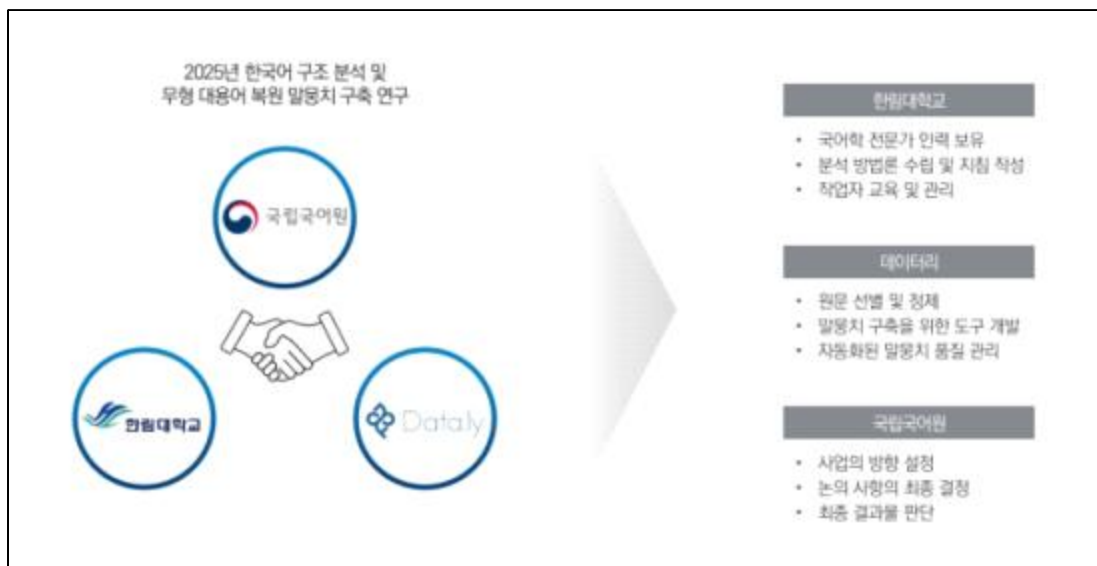 2025년 한국어 구조 분석 및
무형 대용어 복원 말뭉치 구축 연구
국립국어원
한림대학교
Data.ly
한림대학교
• 국어학 전문가 인력 보유
• 분석 방법론 수립 및 지침 작성
• 작업자 교육 및 관리
데이터리
• 원문 선별 및 정제
• 말뭉치 구축을 위한 도구 개발
• 자동화된 말뭉치 품질 관리
국립국어원
• 사업의 방향 설정
• 논의 사항의 최종 결정
• 최종 결과물 판단